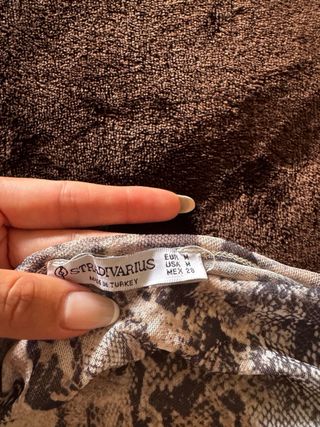 STRADIVARIUS
MADE IN TURKEY
EUR M
USA M
MEX 28